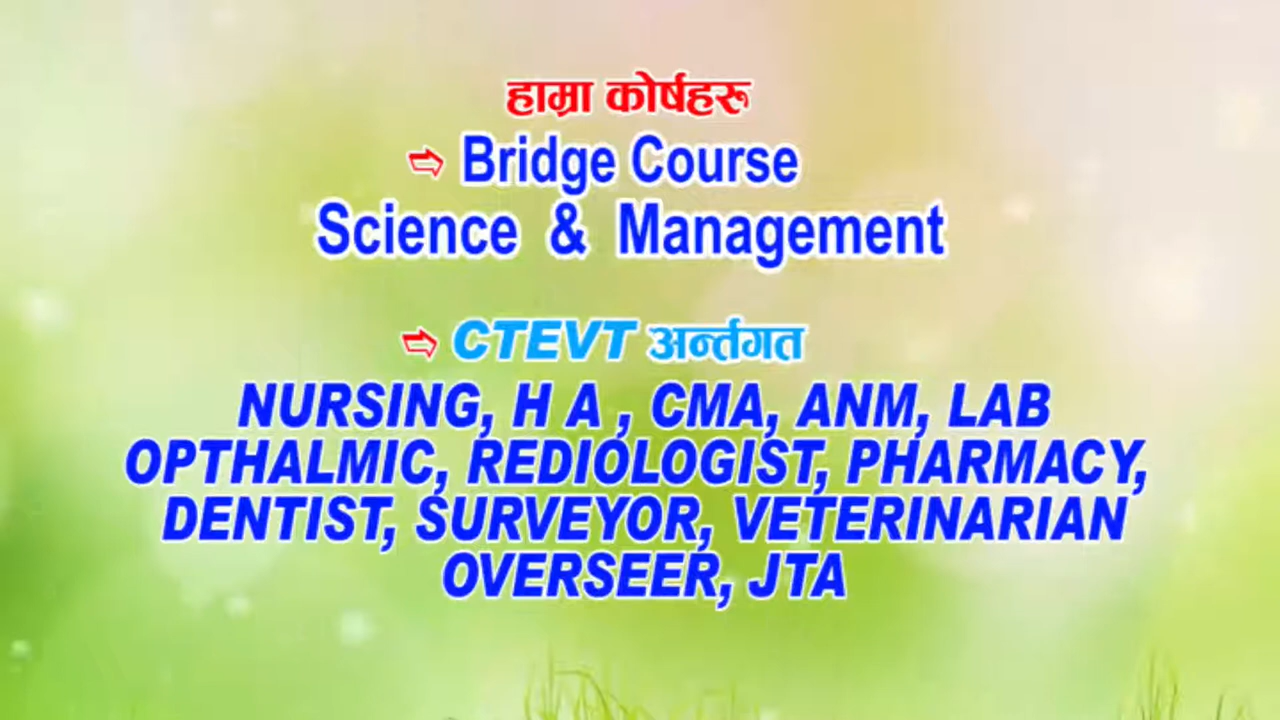 हाम्रा कोर्षहरू
⇨ Bridge Course
Science & Management
⇨ CTEVT अर्न्तगत
NURSING, H A , CMA, ANM, LAB
OPTHALMIC, REDIOLOGIST, PHARMACY,
DENTIST, SURVEYOR, VETERINARIAN
OVERSEER, JTA